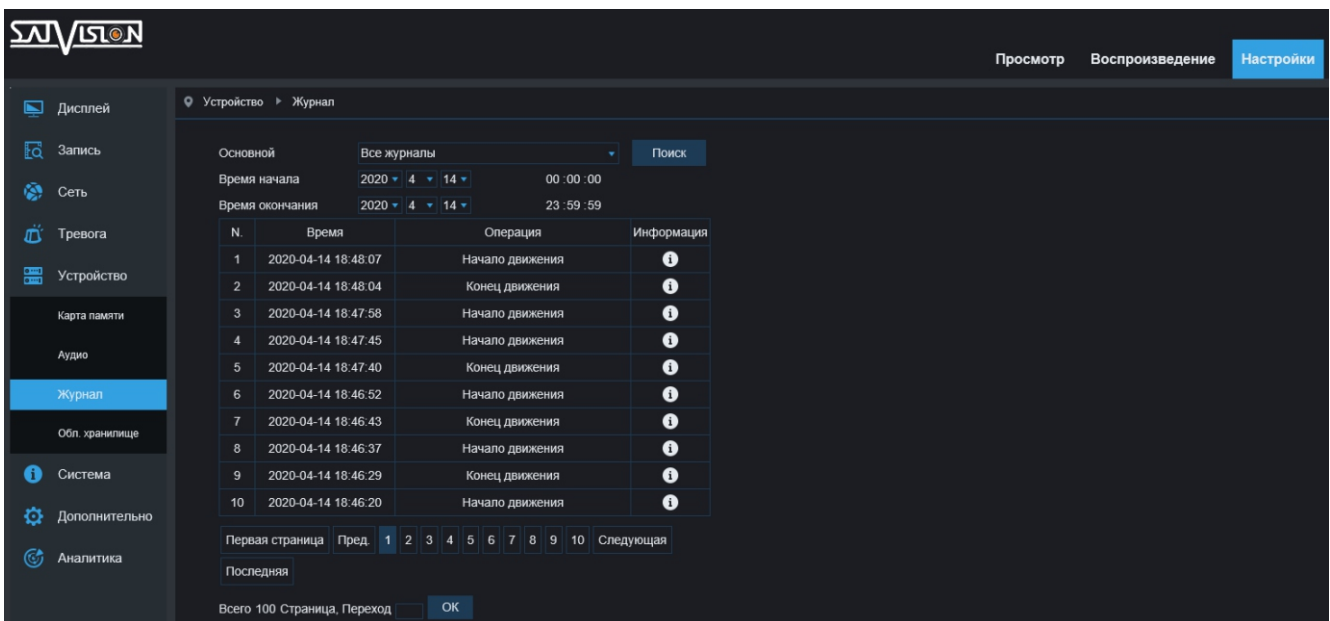 SATVISION
Просмотр Воспроизведение Настройки
Дисплей
Запись
Сеть
Тревога
Устройство
Карта памяти
Аудио
Журнал
Обл. хранилище
Система
Дополнительно
Аналитика
Устройство Журнал
Основной Все журналы Поиск
Время начала 2020 4 14 00 :00 :00
Время окончания 2020 4 14 23 :59 :59
N. Время Операция Информация
1 2020-04-14 18:48:07 Начало движения
2 2020-04-14 18:48:04 Конец движения
3 2020-04-14 18:47:58 Начало движения
4 2020-04-14 18:47:45 Начало движения
5 2020-04-14 18:47:40 Конец движения
6 2020-04-14 18:46:52 Начало движения
7 2020-04-14 18:46:43 Конец движения
8 2020-04-14 18:46:37 Начало движения
9 2020-04-14 18:46:29 Конец движения
10 2020-04-14 18:46:20 Начало движения
Первая страница Пред. 1 2 3 4 5 6 7 8 9 10 Следующая
Последняя
Всего 100 Страница, Переход ОК